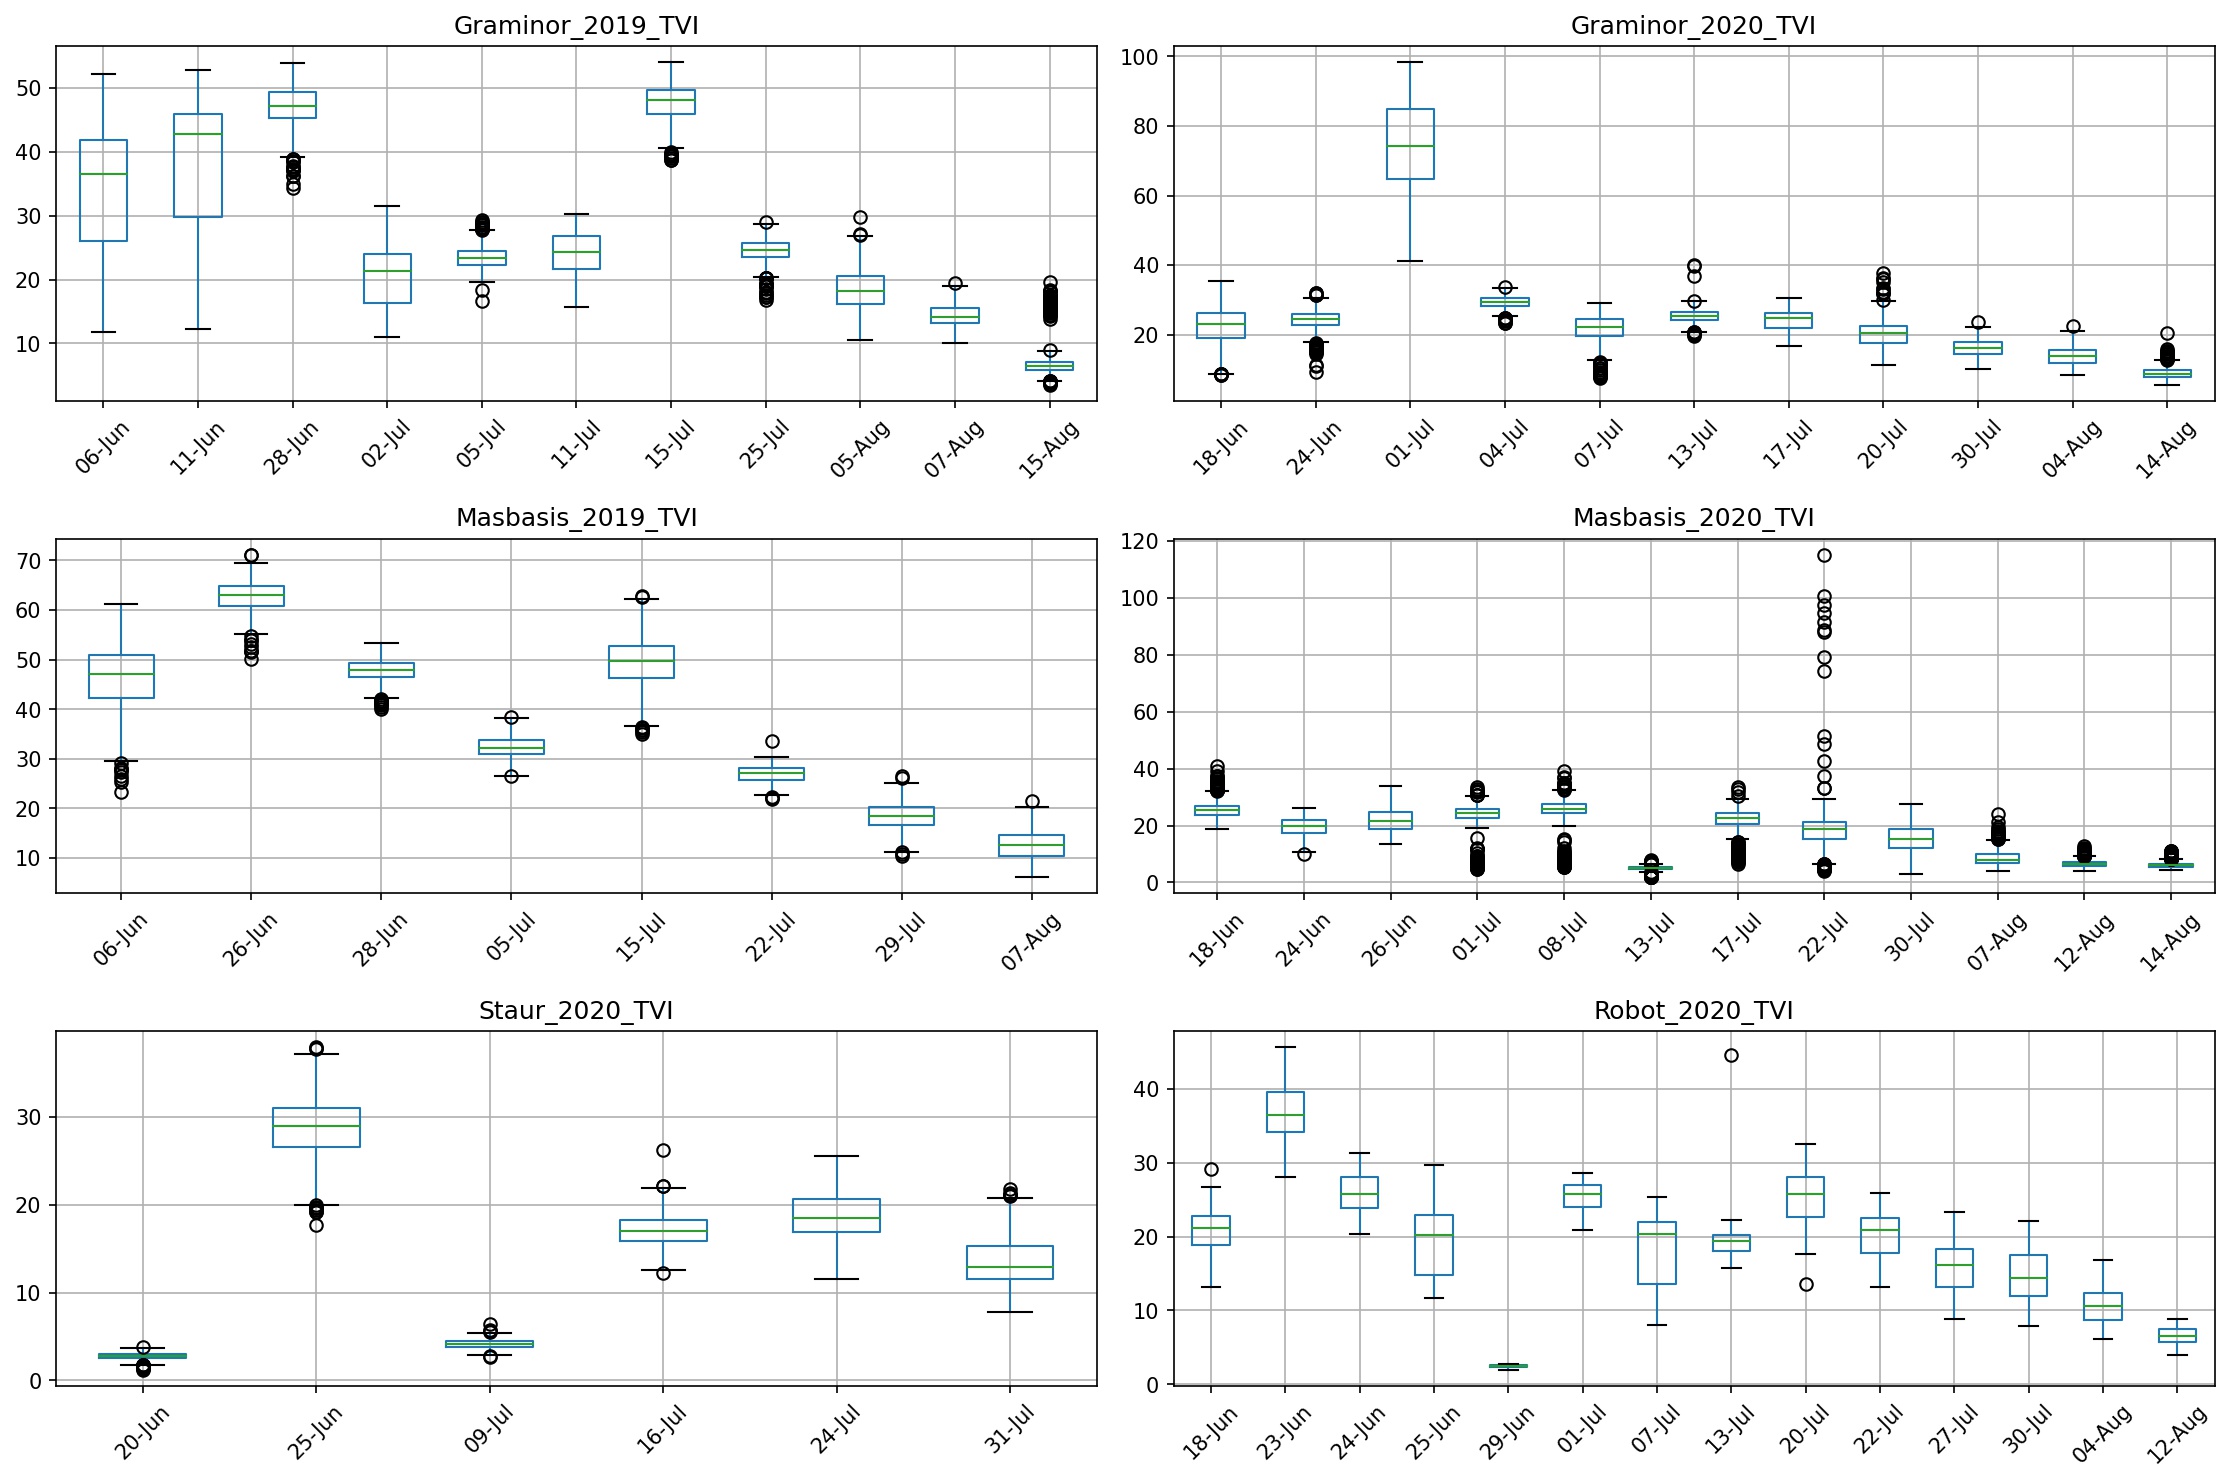 Graminor_2019_TVI
50
40
30
20
10
06-Jun 11-Jun 28-Jun 02-Jul 05-Jul 11-Jul 15-Jul 25-Jul 05-Aug 07-Aug 15-Aug
Graminor_2020_TVI
100
80
60
40
20
18-Jun 24-Jun 01-Jul 04-Jul 07-Jul 13-Jul 17-Jul 20-Jul 30-Jul 04-Aug 14-Aug
Masbasis_2019_TVI
70
60
50
40
30
20
10
06-Jun 26-Jun 28-Jun 05-Jul 15-Jul 22-Jul 29-Jul 07-Aug
Masbasis_2020_TVI
120
100
80
60
40
20
0
18-Jun 24-Jun 26-Jun 01-Jul 08-Jul 13-Jul 17-Jul 22-Jul 30-Jul 07-Aug 12-Aug 14-Aug
Staur_2020_TVI
30
20
10
0
20-Jun 25-Jun 09-Jul 16-Jul 24-Jul 31-Jul
Robot_2020_TVI
40
30
20
10
0
18-Jun 23-Jun 24-Jun 25-Jun 29-Jun 01-Jul 07-Jul 13-Jul 20-Jul 22-Jul 27-Jul 30-Jul 04-Aug 12-Aug